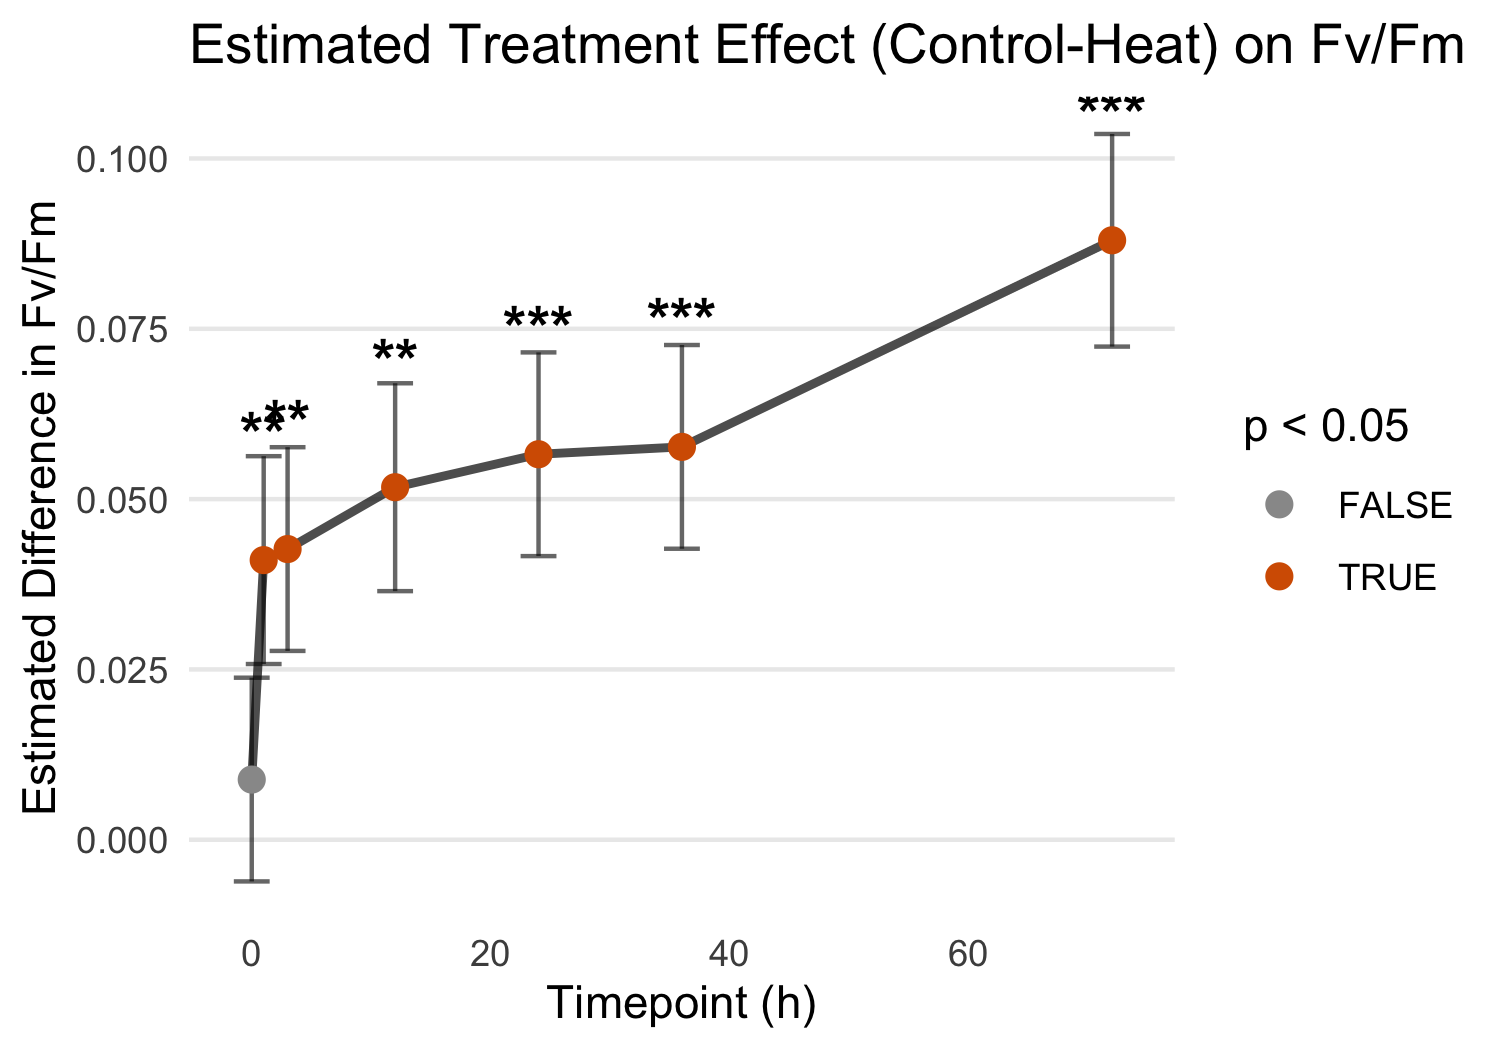 Estimated Treatment Effect (Control-Heat) on Fv/Fm
***
0.100
0.075
0.050
0.025
0.000
Estimated Difference in Fv/Fm
**
**
**
***
***
0
20
40
60
Timepoint (h)
p < 0.05
FALSE
TRUE